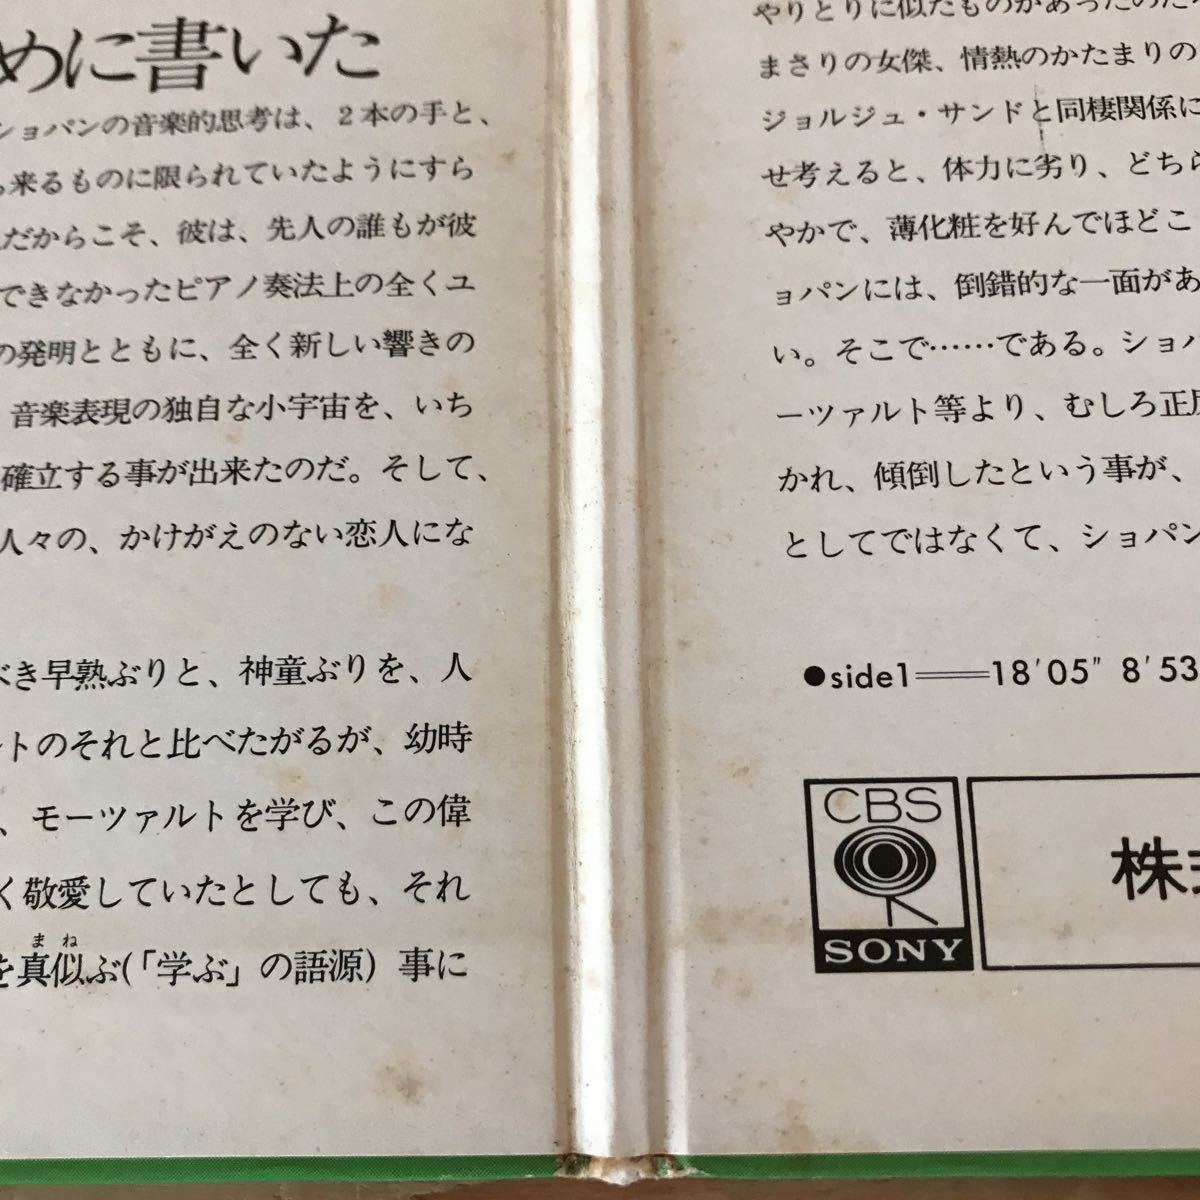 めに書いた
ショパンの音楽的思考は、2本の手と、
来るものに限られていたようにすら
だからこそ、彼は、先人の誰もが彼
できなかったピアノ奏法上の全くユ
の発明とともに、全く新しい響きの
音楽表現の独自な小宇宙を、いち
確立する事が出来たのだ。そして、
人々の、かけがえのない恋人にな
べき早熟ぶりと、神童ぶりを、人
ルトのそれと比べたがるが、幼時
、モーツァルトを学び、この偉
く敬愛していたとしても、それ
まね
を真似ぶ(「学ぶ」の語源)事に
やりとりに似たものがあったのだ
まさりの女傑、情熱のかたまりの
ジョルジュ・サンドと同棲関係に
せ考えると、体力に劣り、どちら
やかで、薄化粧を好んでほどこ
ョパンには、倒錯的な一面があ
い。そこで……である。ショパ
ーツァルト等より、むしろ正
かれ、傾倒したという事が、
としてではなくて、ショパン
●side1══18′05″ 8′53
CBS
SONY
株式